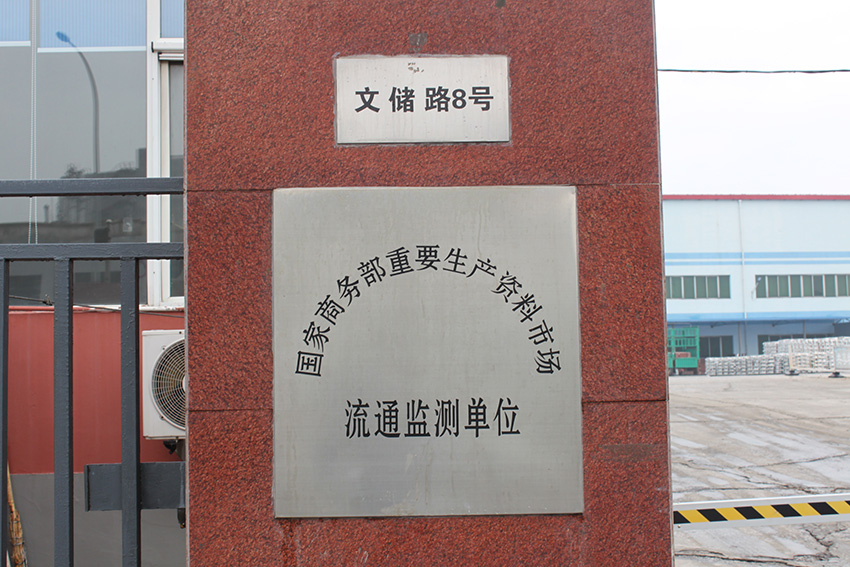 文储路8号
国家商务部重要生产资料市场
流通监测单位